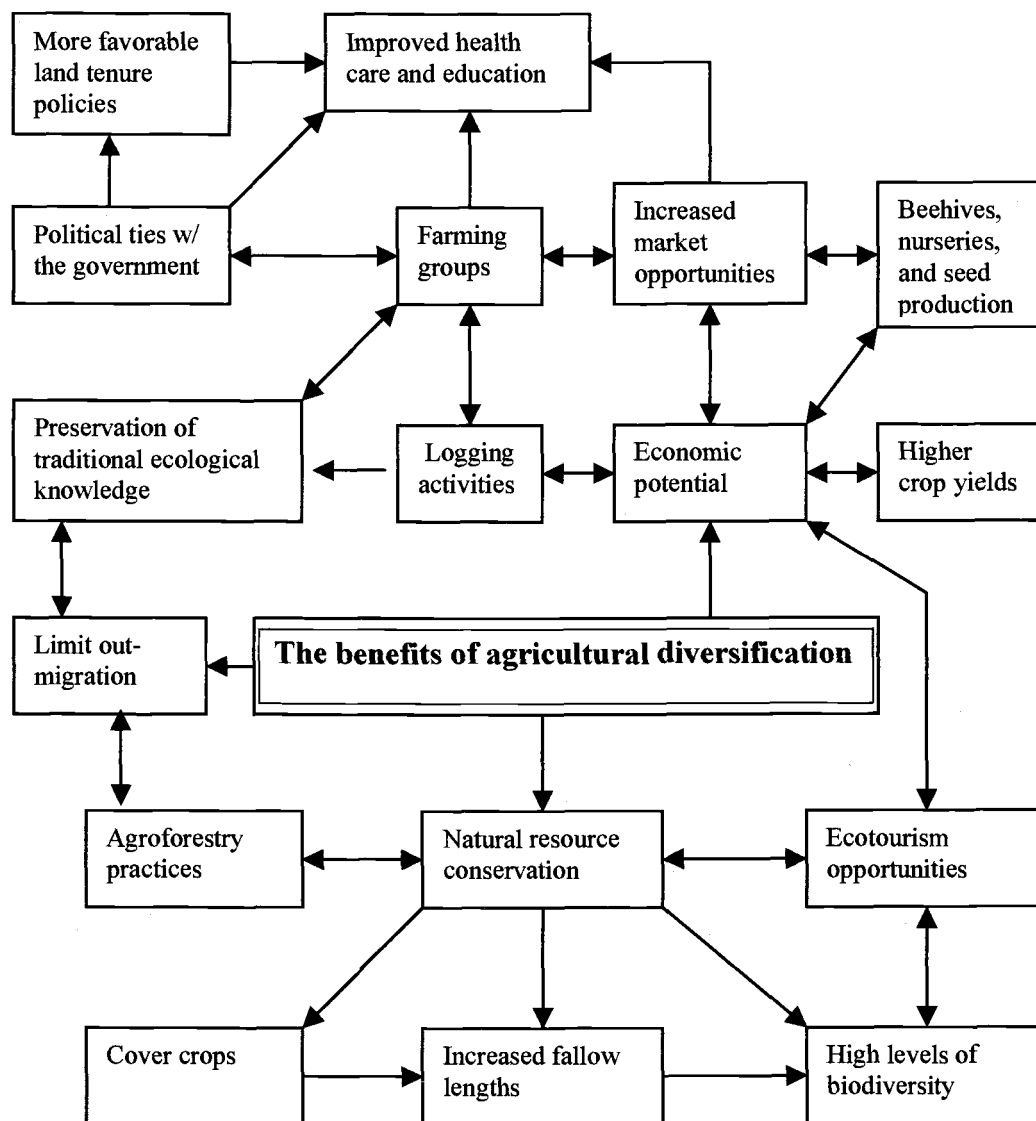 More favorable
land tenure
policies
Improved health
care and education
Political ties w/
the government
Farming
groups
Increased
market
opportunities
Beehives,
nurseries,
and seed
production
Preservation of
traditional ecological
knowledge
Logging
activities
Economic
potential
Higher
crop yields
Limit out-
migration
The benefits of agricultural diversification
Agroforestry
practices
Natural resource
conservation
Ecotourism
opportunities
Cover crops
Increased fallow
lengths
High levels of
biodiversity